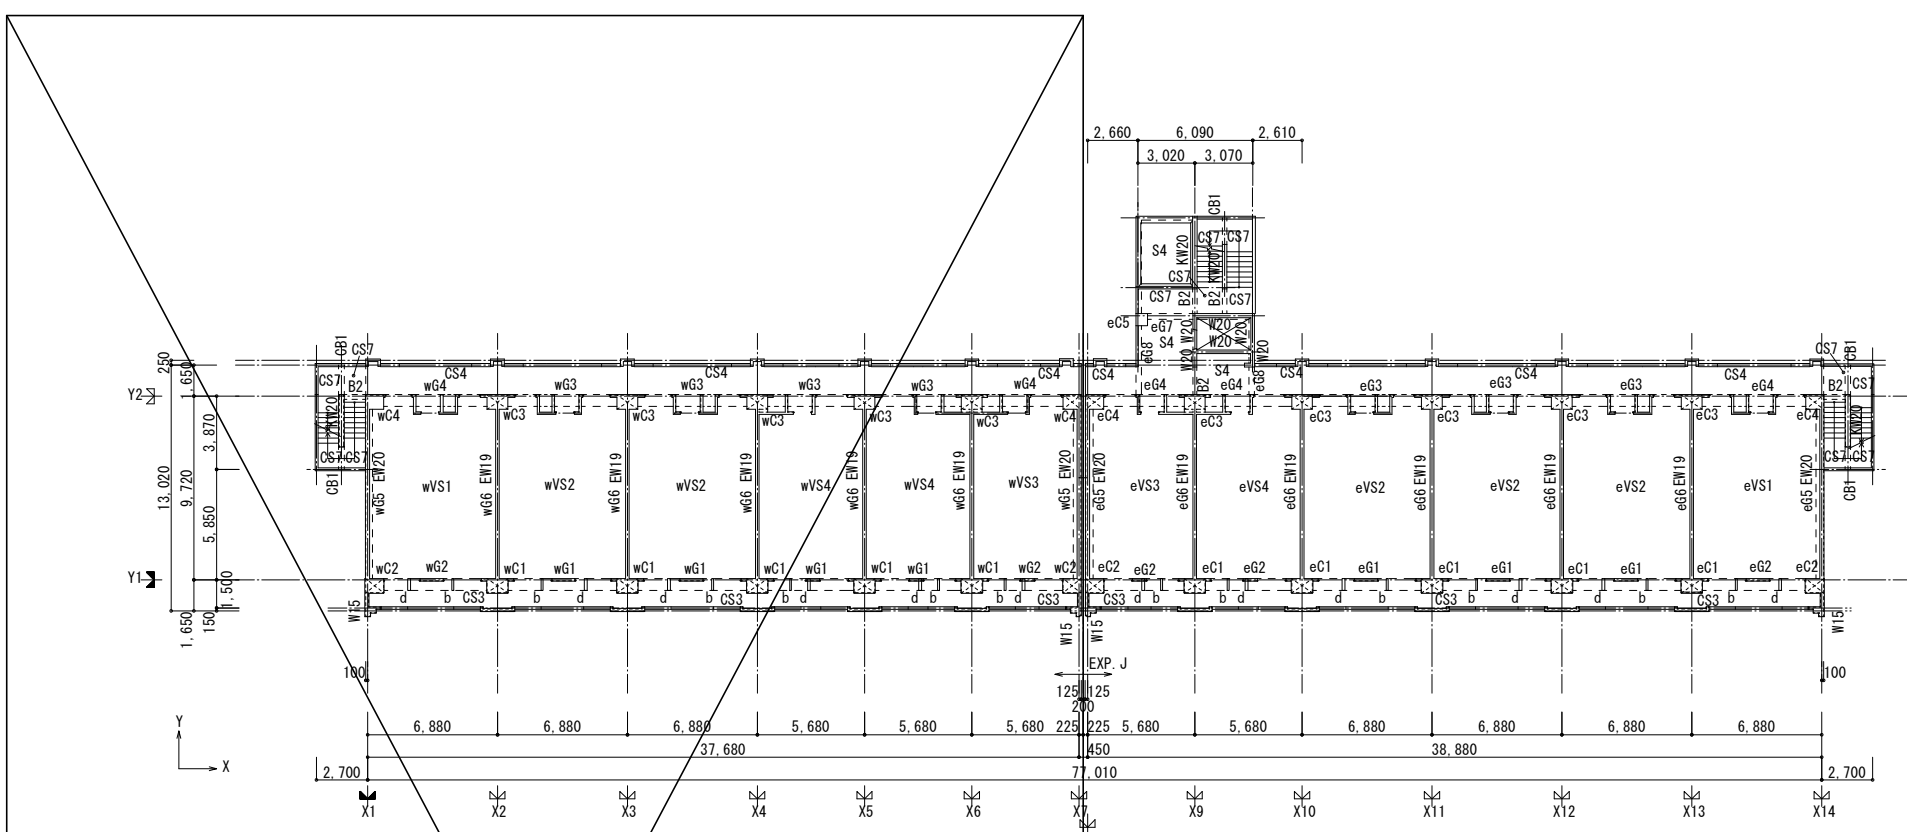 2,660 6,090 2,610
3,020 3,070
CB1
CS7 CS7
S4 KW20 KW20
CS7
CS7 B2 B2 CS7
eC5 eG7 W20 W20 W20
S4 W20
eG8 W20 W20
S4 eG8
250 1,650 CB1 CS7 CS7 CB1
CS7 B2 CS4 CS4 CS4 CS4 CS4 CS4 CS4 B2 CS7
wG4 wG3 wG3 wG3 wG3 wG4 eG4 B2 eG4 eG3 eG3 eG3 eG4
Y2
KW20 wC4 wC3 wC3 wC3 wC3 wC3 wC4 eC4 eC3 eC3 eC3 eC3 eC3 eC4 KW20
3,870
CS7 CS7 CS7 CS7
CB1 CB1
wG5 EW20 wG6 EW19 wG6 EW19 wG6 EW19 wG6 EW19 wG6 EW19 wG5 EW20 eG5 EW20 eG6 EW19 eG6 EW19 eG6 EW19 eG6 EW19 eG6 EW19 eG5 EW20
wVS1 wVS2 wVS2 wVS4 wVS4 wVS3 eVS3 eVS4 eVS2 eVS2 eVS2 eVS1
13,020 9,720 5,850
wC2 wG2 wC1 wG1 wC1 wG1 wC1 wG1 wC1 wG1 wC1 wG2 wC2 eC2 eG2 eC1 eG2 eC1 eG1 eC1 eG1 eC1 eG1 eC1 eG2 eC2
Y1
1,500
d b CS3 b d d b CS3 b d d b b d CS3 CS3 d b b d d b CS3 b d d b CS3 b d
1,650 150 W15 W15 W15 W15
100 EXP.J 100
125 125
200
6,880 6,880 6,880 5,680 5,680 5,680 225 225 5,680 5,680 6,880 6,880 6,880 6,880
37,680 450 38,880
2,700 77,010 2,700
Y
X
X1 X2 X3 X4 X5 X6 X7 X9 X10 X11 X12 X13 X14